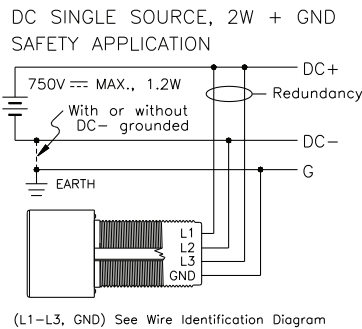 DC SINGLE SOURCE, 2W + GND
SAFETY APPLICATION
DC+
750V ⎓ MAX., 1.2W
Redundancy
With or without
DC- grounded
DC-
G
EARTH
L1
L2
L3
GND
(L1-L3, GND) See Wire Identification Diagram